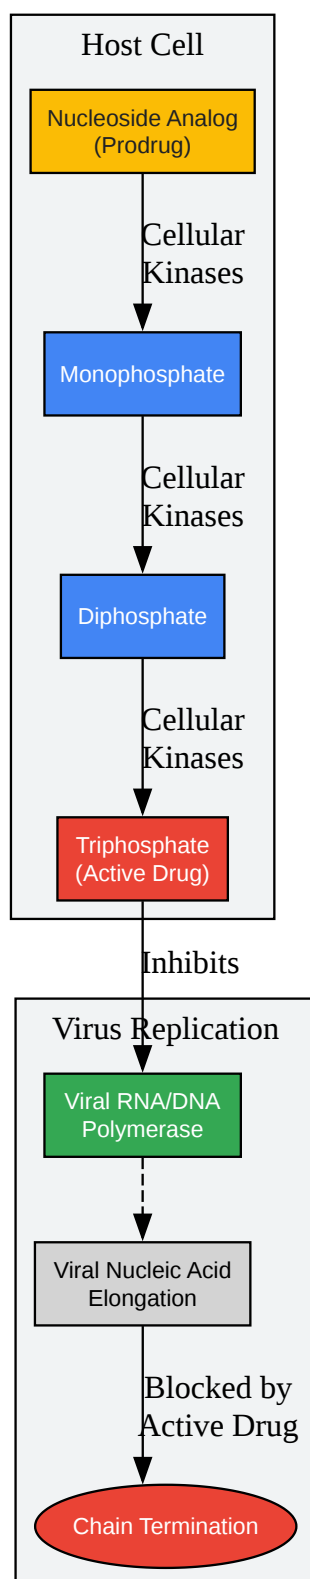 Host Cell
Nucleoside Analog
(Prodrug)
Cellular
Kinases
Monophosphate
Cellular
Kinases
Diphosphate
Cellular
Kinases
Triphosphate
(Active Drug)
Inhibits
Virus Replication
Viral RNA/DNA
Polymerase
Viral Nucleic Acid
Elongation
Blocked by
Active Drug
Chain Termination